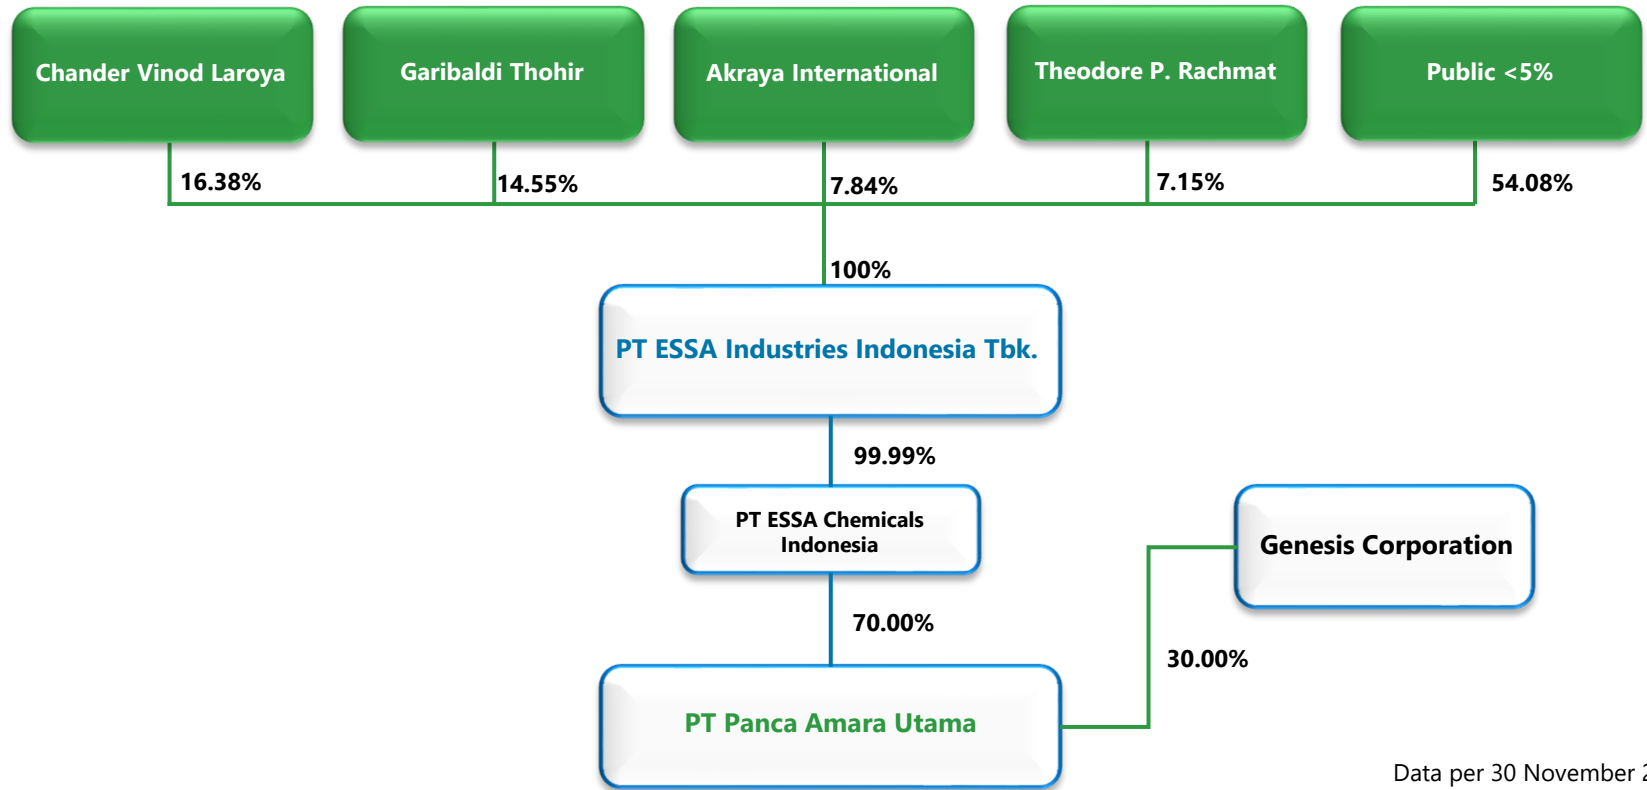 Chander Vinod Laroya
Garibaldi Thohir
Akraya International
Theodore P. Rachmat
Public <5%
16.38%
14.55%
7.84%
7.15%
54.08%
100%
PT ESSA Industries Indonesia Tbk.
99.99%
PT ESSA Chemicals
Indonesia
Genesis Corporation
70.00%
30.00%
PT Panca Amara Utama
Data per 30 November